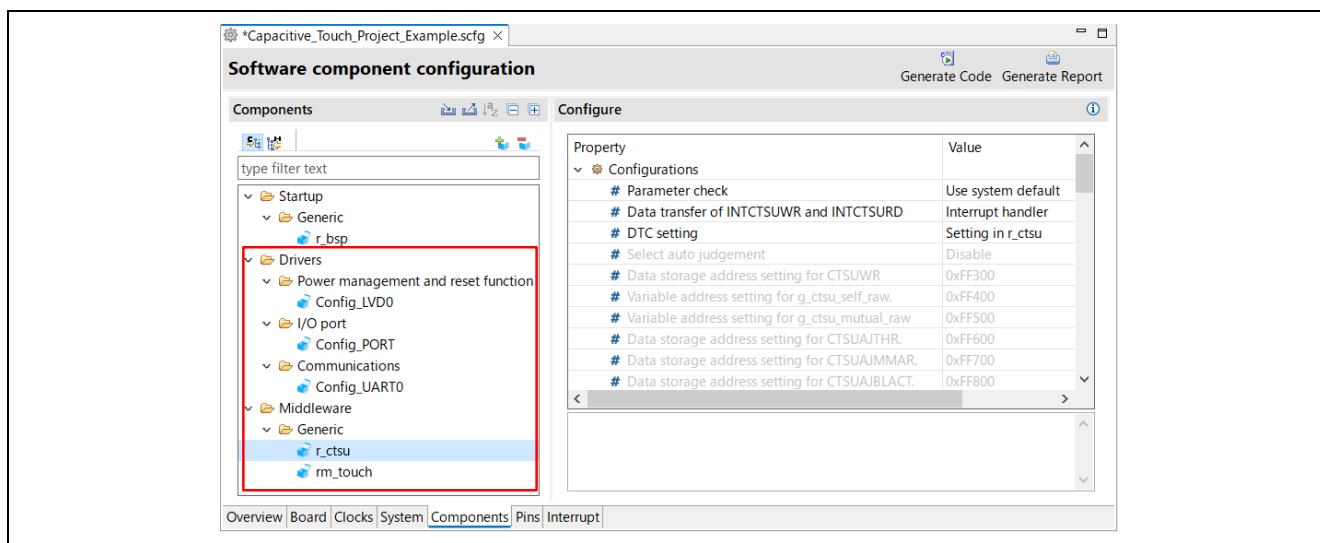 *Capacitive_Touch_Project_Example.scfg
Software component configuration
Generate Code Generate Report
Components
Configure
type filter text
Startup
Generic
r_bsp
Drivers
Power management and reset function
Config_LVD0
I/O port
Config_PORT
Communications
Config_UART0
Middleware
Generic
r_ctsu
rm_touch
Property Value
Configurations
# Parameter check Use system default
# Data transfer of INTCTSUWR and INTCTSURD Interrupt handler
# DTC setting Setting in r_ctsu
# Select auto judgement Disable
# Data storage address setting for CTSUWR 0xFF300
# Variable address setting for g_ctsu_self_raw. 0xFF400
# Variable address setting for g_ctsu_mutual_raw 0xFF500
# Data storage address setting for CTSUAJTHR. 0xFF600
# Data storage address setting for CTSUAJMMAR. 0xFF700
# Data storage address setting for CTSUAJBLACT. 0xFF800
Overview Board Clocks System Components Pins Interrupt